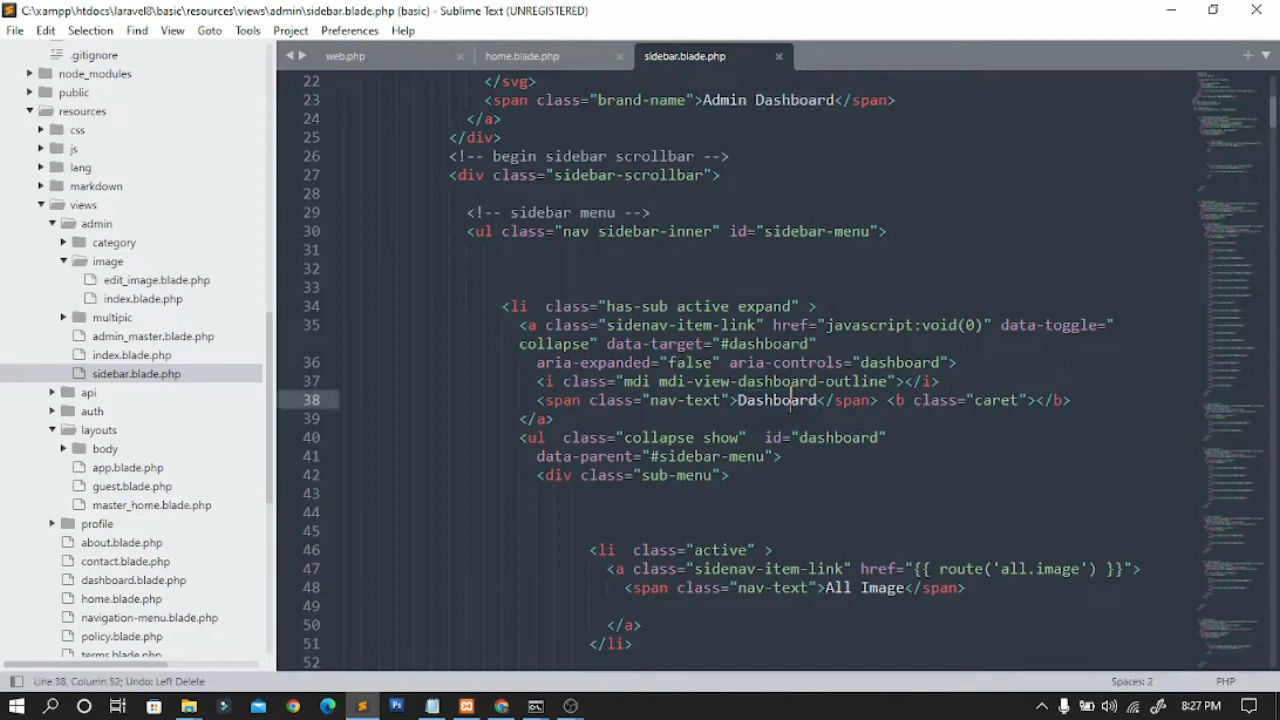 C:\xampp\htdocs\laravel8\basic\resources\views\admin\sidebar.blade.php (basic) - Sublime Text (UNREGISTERED)
File Edit Selection Find View Goto Tools Project Preferences Help
web.php home.blade.php sidebar.blade.php
.gitignore
node_modules
public
resources
css
js
lang
markdown
views
admin
category
image
edit_image.blade.php
index.blade.php
multipic
admin_master.blade.php
index.blade.php
sidebar.blade.php
api
auth
layouts
body
app.blade.php
guest.blade.php
master_home.blade.php
profile
about.blade.php
contact.blade.php
dashboard.blade.php
home.blade.php
navigation-menu.blade.php
policy.blade.php
terms.blade.php
22 </svg>
23 <span class="brand-name">Admin Dashboard</span>
24 </a>
25 </div>
26 <!-- begin sidebar scrollbar -->
27 <div class="sidebar-scrollbar">
28
29 <!-- sidebar menu -->
30 <ul class="nav sidebar-inner" id="sidebar-menu">
31
32
33
34 <li  class="has-sub active expand" >
35 <a class="sidenav-item-link" href="javascript:void(0)" data-toggle="
collapse" data-target="#dashboard"
36 aria-expanded="false" aria-controls="dashboard">
37 <i class="mdi mdi-view-dashboard-outline"></i>
38 <span class="nav-text">Dashboard</span> <b class="caret"></b>
39 </a>
40 <ul  class="collapse show"  id="dashboard"
41 data-parent="#sidebar-menu">
42 <div class="sub-menu">
43
44
45
46 <li  class="active" >
47 <a class="sidenav-item-link" href="{{ route('all.image') }}">
48 <span class="nav-text">All Image</span>
49
50 </a>
51 </li>
52
Line 38, Column 52; Undo: Left Delete Spaces: 2 PHP
8:27 PM